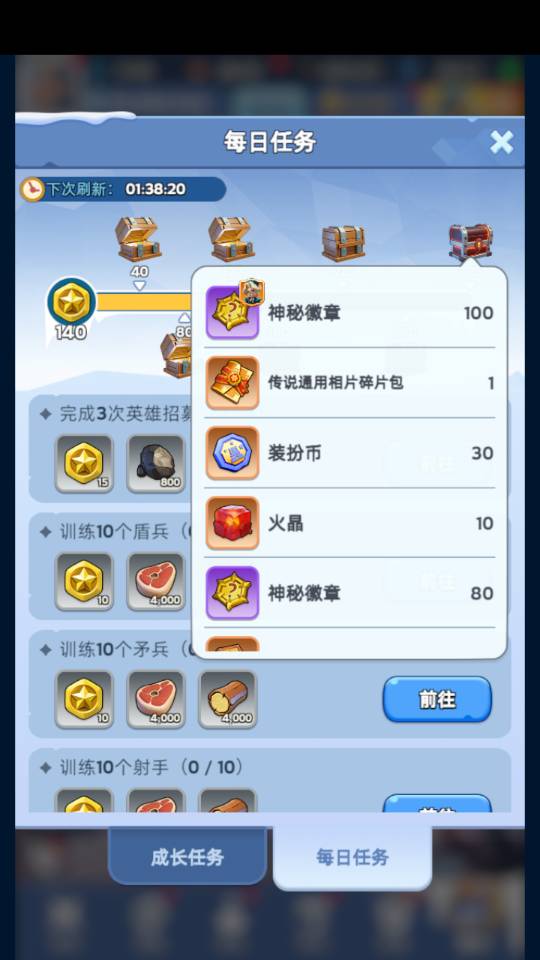 每日任务
下次刷新: 01:38:20
40
140
80
神秘徽章 100
传说通用相片碎片包 1
装扮币 30
火晶 10
神秘徽章 80
完成3次英雄招募
15
800
训练10个盾兵（
10
4,000
训练10个矛兵（
10
4,000
4,000
前往
训练10个射手（0 / 10）
前往
成长任务
每日任务